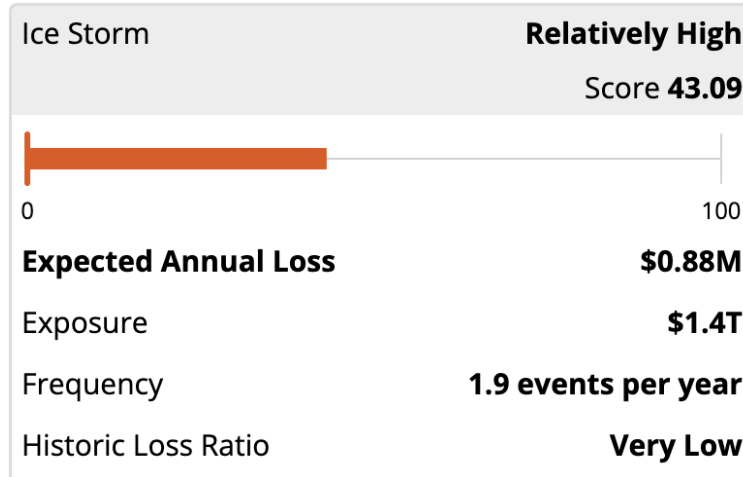 Ice Storm Relatively High
Score 43.09
0 100
Expected Annual Loss $0.88M
Exposure $1.4T
Frequency 1.9 events per year
Historic Loss Ratio Very Low